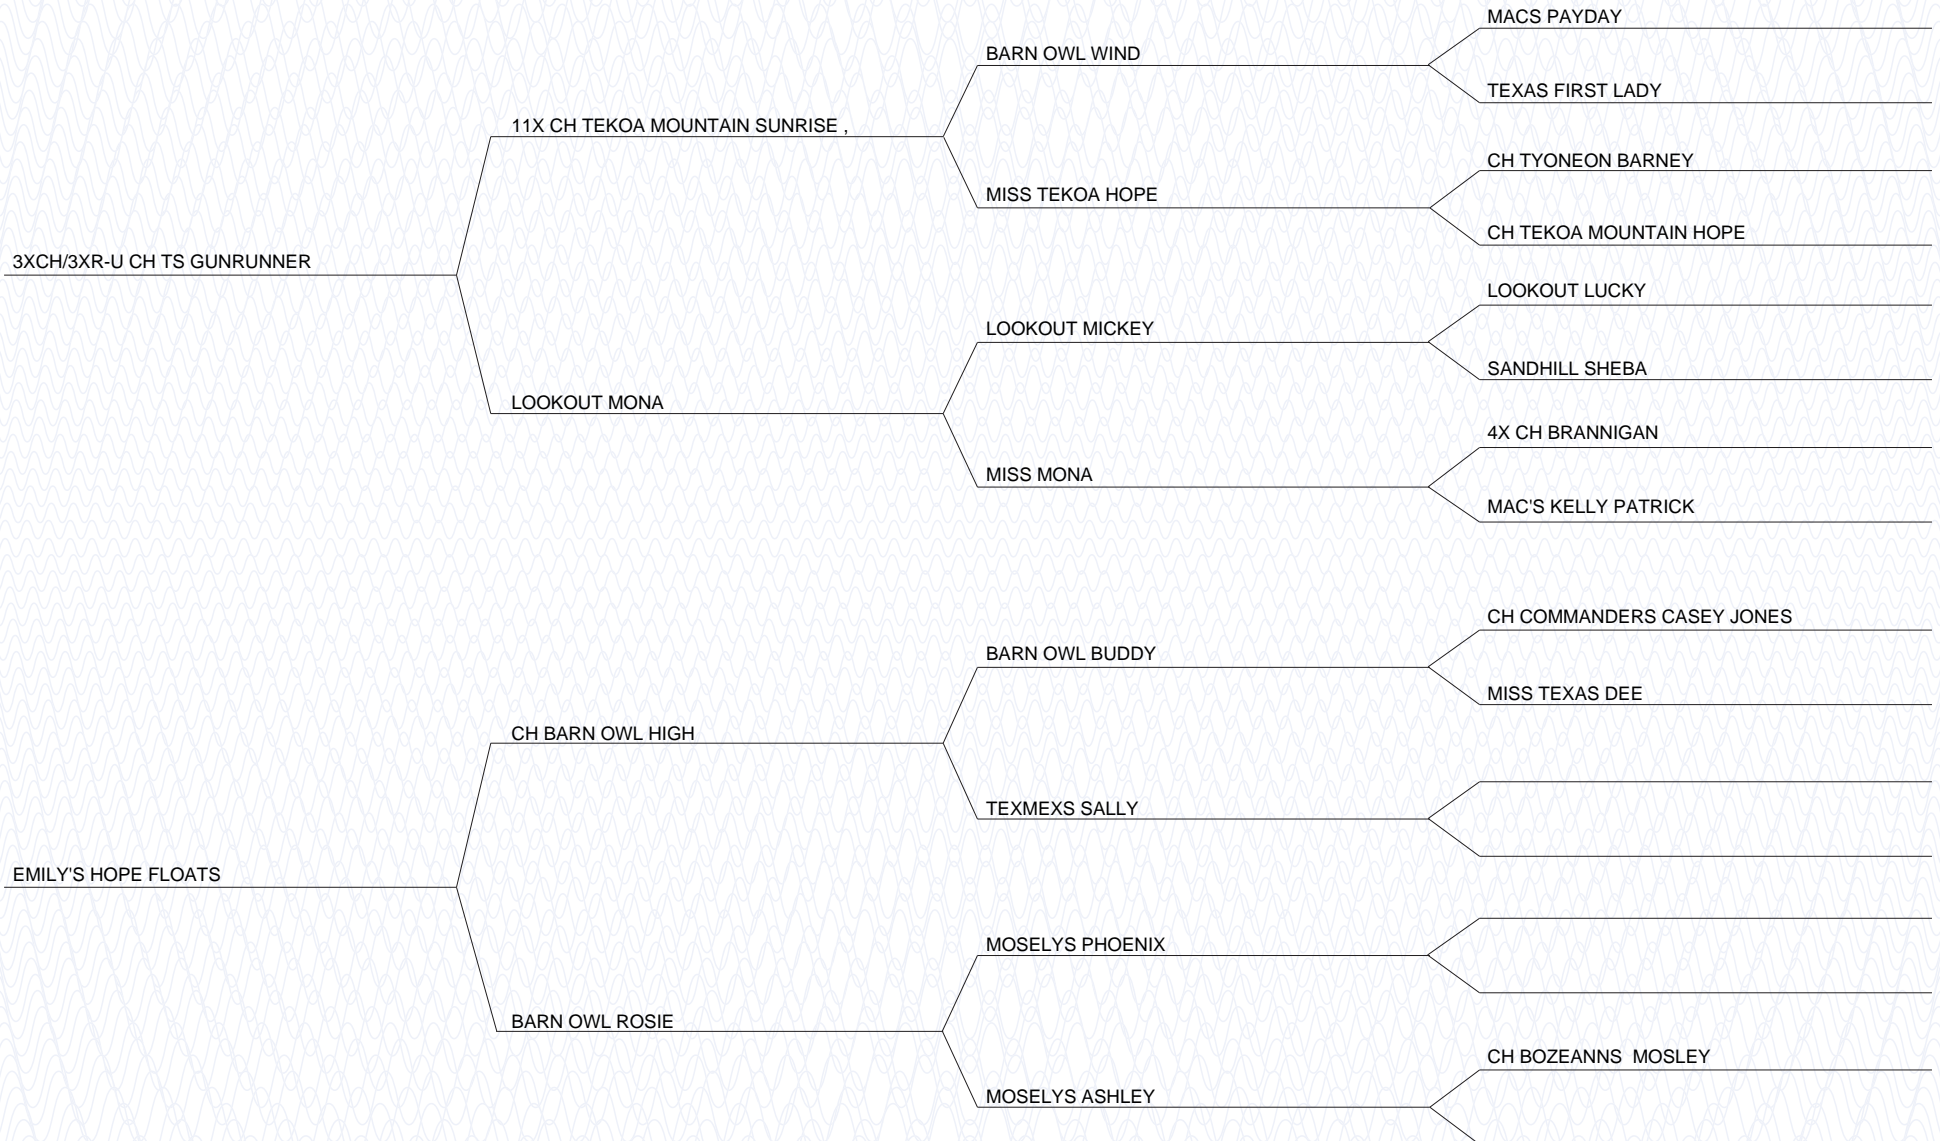 MACS PAYDAY
BARN OWL WIND
TEXAS FIRST LADY
11X CH TEKOA MOUNTAIN SUNRISE ,
CH TYONEON BARNEY
MISS TEKOA HOPE
CH TEKOA MOUNTAIN HOPE
3XCH/3XR-U CH TS GUNRUNNER
LOOKOUT LUCKY
LOOKOUT MICKEY
SANDHILL SHEBA
LOOKOUT MONA
4X CH BRANNIGAN
MISS MONA
MAC'S KELLY PATRICK
CH COMMANDERS CASEY JONES
BARN OWL BUDDY
MISS TEXAS DEE
CH BARN OWL HIGH
TEXMEXS SALLY
EMILY'S HOPE FLOATS
MOSELYS PHOENIX
BARN OWL ROSIE
CH BOZEANNS  MOSLEY
MOSELYS ASHLEY